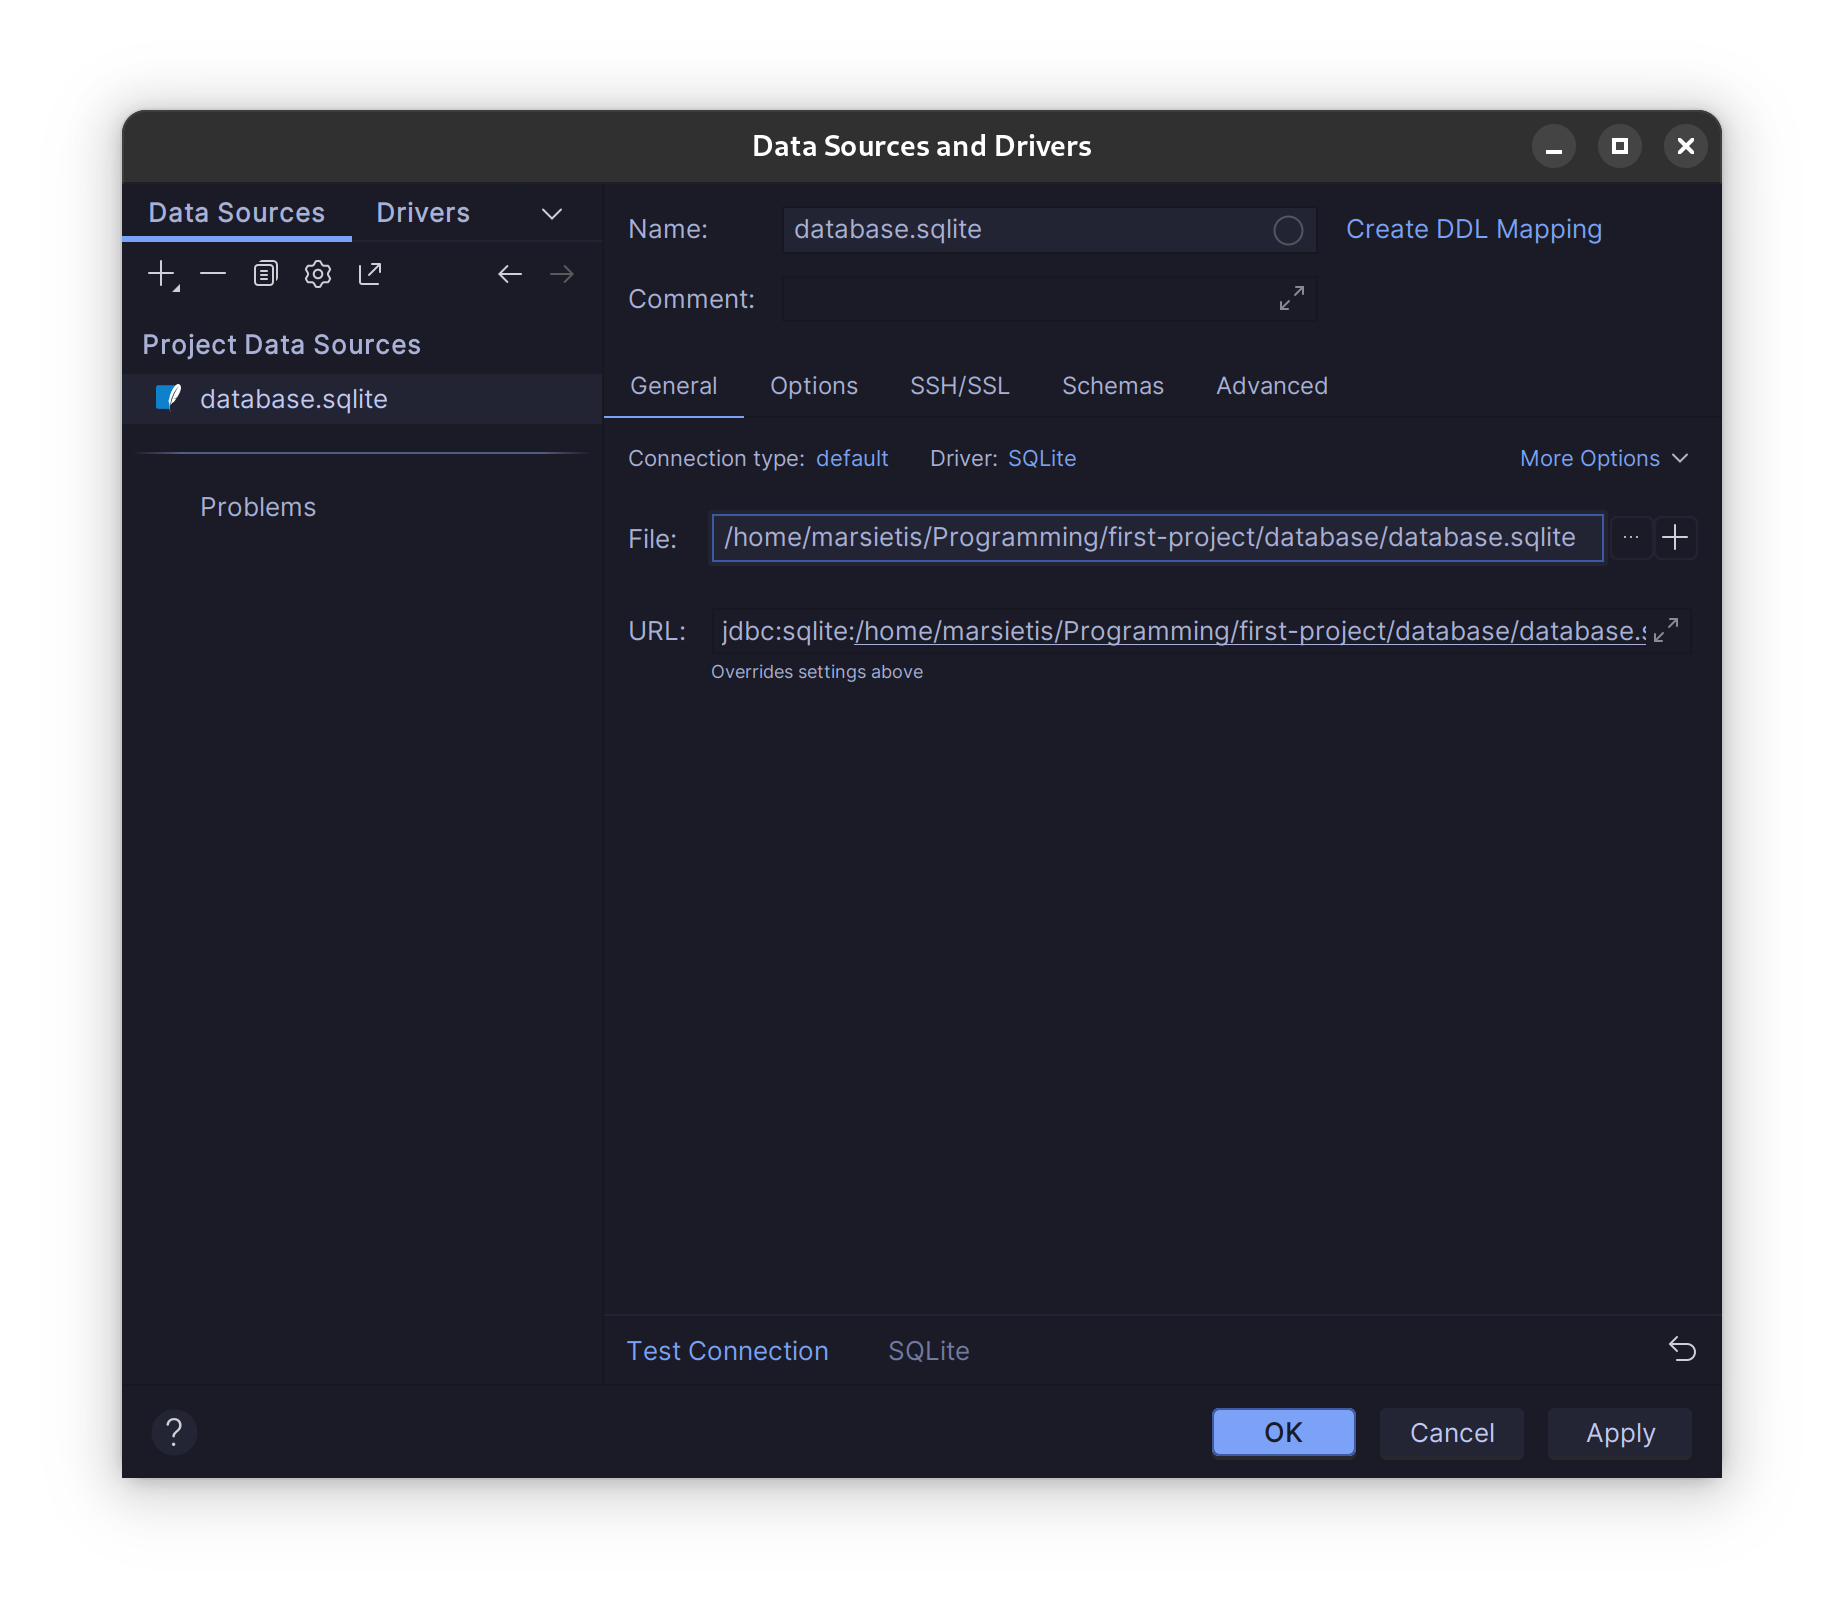 Data Sources and Drivers
Data Sources Drivers
Project Data Sources
database.sqlite
Problems
Name: database.sqlite Create DDL Mapping
Comment:
General Options SSH/SSL Schemas Advanced
Connection type: default Driver: SQLite More Options
File: /home/marsietis/Programming/first-project/database/database.sqlite ...
URL: jdbc:sqlite:/home/marsietis/Programming/first-project/database/database.s
Overrides settings above
Test Connection SQLite
? OK Cancel Apply